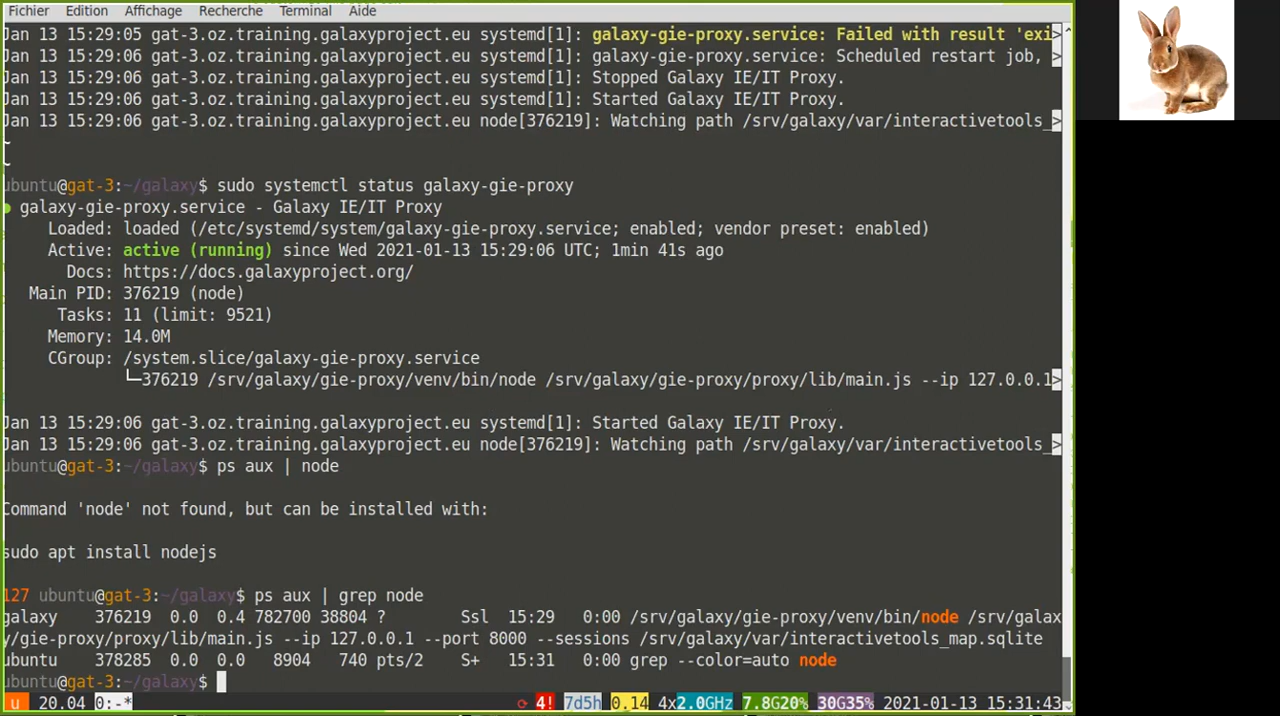 Fichier Edition Affichage Recherche Terminal Aide
Jan 13 15:29:05 gat-3.oz.training.galaxyproject.eu systemd[1]: galaxy-gie-proxy.service: Failed with result 'exi>
Jan 13 15:29:06 gat-3.oz.training.galaxyproject.eu systemd[1]: galaxy-gie-proxy.service: Scheduled restart job, >
Jan 13 15:29:06 gat-3.oz.training.galaxyproject.eu systemd[1]: Stopped Galaxy IE/IT Proxy.
Jan 13 15:29:06 gat-3.oz.training.galaxyproject.eu systemd[1]: Started Galaxy IE/IT Proxy.
Jan 13 15:29:06 gat-3.oz.training.galaxyproject.eu node[376219]: Watching path /srv/galaxy/var/interactivetools_>
~
~
ubuntu@gat-3:~/galaxy$ sudo systemctl status galaxy-gie-proxy
● galaxy-gie-proxy.service - Galaxy IE/IT Proxy
Loaded: loaded (/etc/systemd/system/galaxy-gie-proxy.service; enabled; vendor preset: enabled)
Active: active (running) since Wed 2021-01-13 15:29:06 UTC; 1min 41s ago
Docs: https://docs.galaxyproject.org/
Main PID: 376219 (node)
Tasks: 11 (limit: 9521)
Memory: 14.0M
CGroup: /system.slice/galaxy-gie-proxy.service
└─376219 /srv/galaxy/gie-proxy/venv/bin/node /srv/galaxy/gie-proxy/proxy/lib/main.js --ip 127.0.0.1>
Jan 13 15:29:06 gat-3.oz.training.galaxyproject.eu systemd[1]: Started Galaxy IE/IT Proxy.
Jan 13 15:29:06 gat-3.oz.training.galaxyproject.eu node[376219]: Watching path /srv/galaxy/var/interactivetools_>
ubuntu@gat-3:~/galaxy$ ps aux | node
Command 'node' not found, but can be installed with:
sudo apt install nodejs
127 ubuntu@gat-3:~/galaxy$ ps aux | grep node
galaxy 376219 0.0 0.4 782700 38804 ? Ssl 15:29 0:00 /srv/galaxy/gie-proxy/venv/bin/node /srv/galax
y/gie-proxy/proxy/lib/main.js --ip 127.0.0.1 --port 8000 --sessions /srv/galaxy/var/interactivetools_map.sqlite
ubuntu 378285 0.0 0.0 8904 740 pts/2 S+ 15:31 0:00 grep --color=auto node
ubuntu@gat-3:~/galaxy$
u 20.04 0:-* 4! 7d5h 0.14 4x2.0GHz 7.8G20% 30G35% 2021-01-13 15:31:43